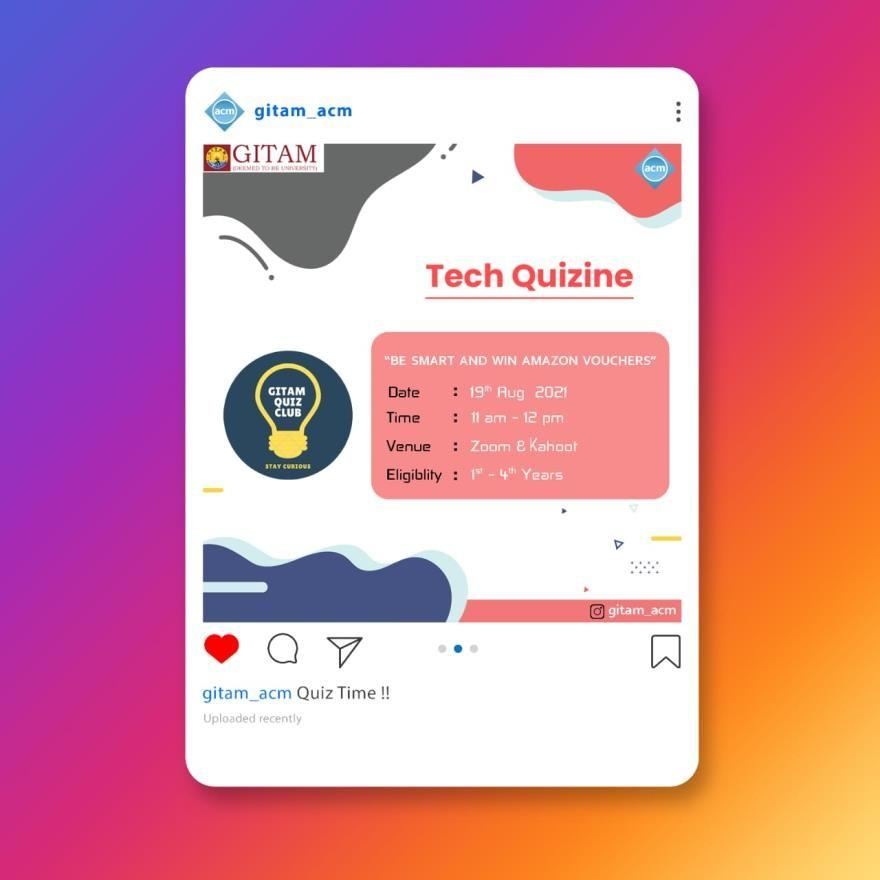 acm
gitam_acm
GITAM
(DEEMED TO BE UNIVERSITY)
acm
Tech Quizine
GITAM
QUIZ
CLUB
STAY CURIOUS
“BE SMART AND WIN AMAZON VOUCHERS”
Date : 19th Aug 2021
Time : 11 am - 12 pm
Venue : Zoom & Kahoot
Eligiblity : 1st - 4th Years
gitam_acm
gitam_acm Quiz Time !!
Uploaded recently